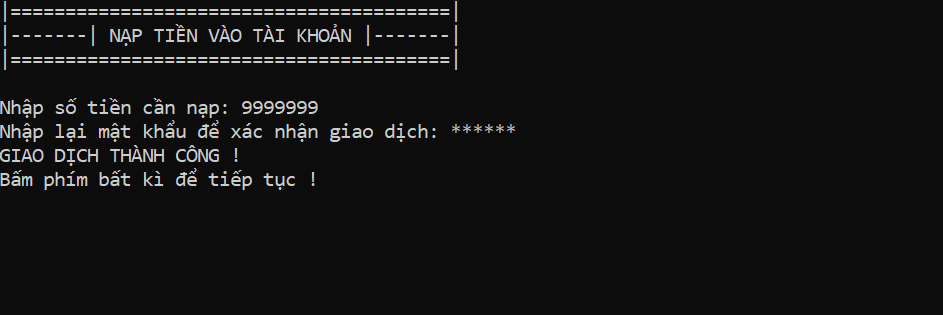 |========================================|
|-------| NẠP TIỀN VÀO TÀI KHOẢN |-------|
|========================================|
Nhập số tiền cần nạp: 9999999
Nhập lại mật khẩu để xác nhận giao dịch: ******
GIAO DỊCH THÀNH CÔNG !
Bấm phím bất kì để tiếp tục !